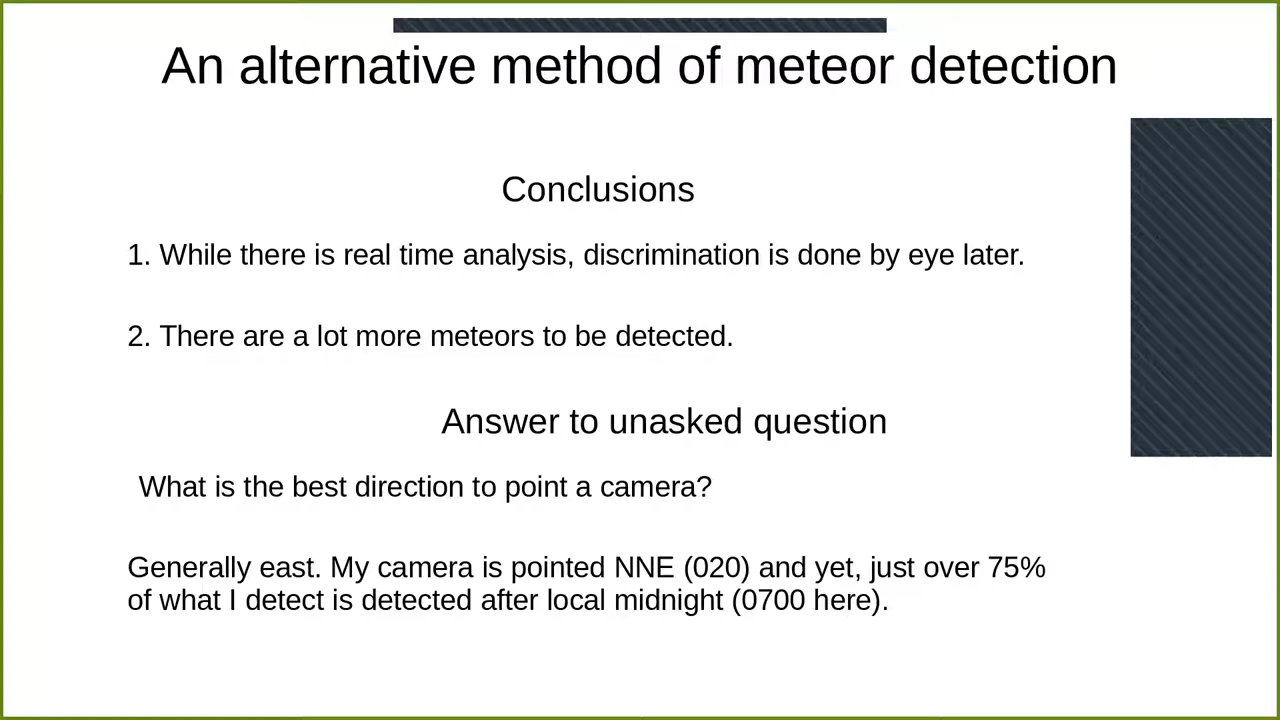 An alternative method of meteor detection
Conclusions
1. While there is real time analysis, discrimination is done by eye later.
2. There are a lot more meteors to be detected.
Answer to unasked question
What is the best direction to point a camera?
Generally east. My camera is pointed NNE (020) and yet, just over 75%
of what I detect is detected after local midnight (0700 here).